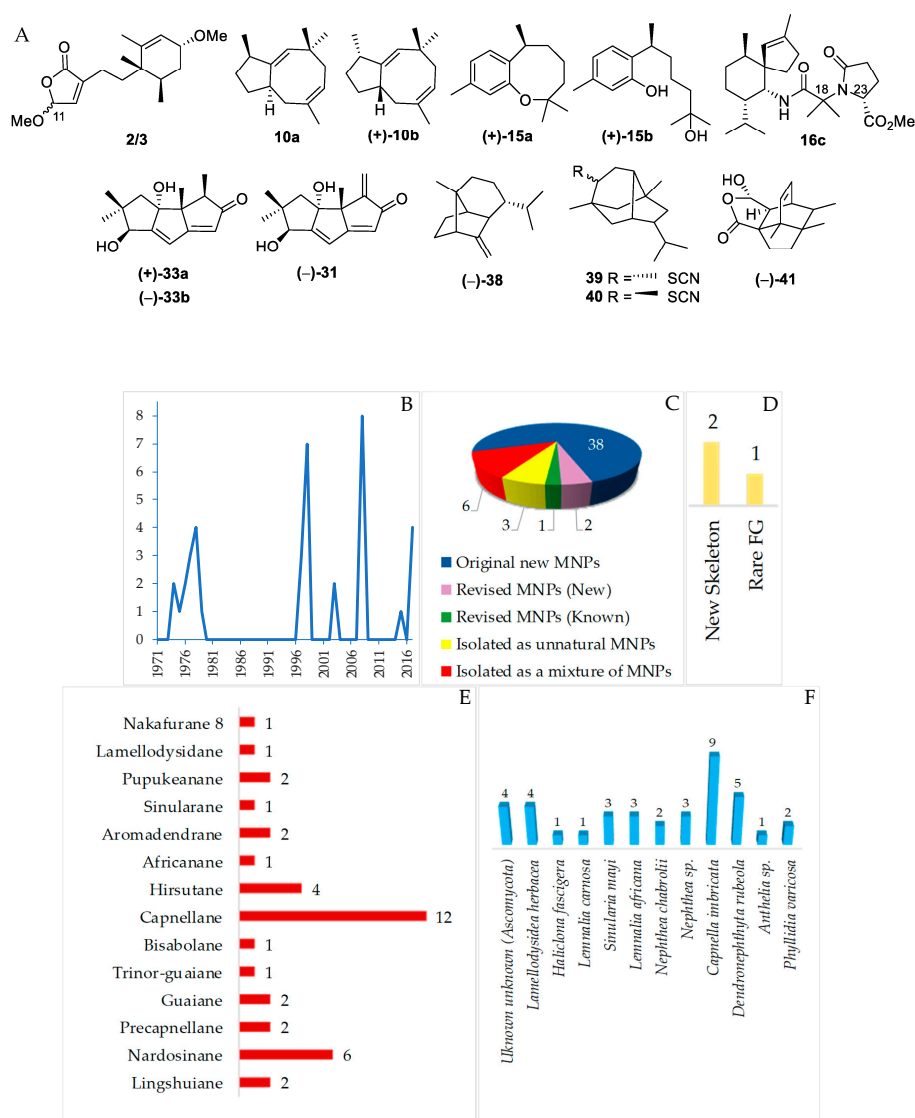 A
O
O
MeO
11
OMe
2/3
H
10a
H
(+)-10b
O
(+)-15a
OH
OH
(+)-15b
O
N
H
18
O
N
23
CO₂Me
16c
OH
HO
O
(+)-33a
(−)-33b
OH
HO
O
(−)-31
(−)-38
R
39 R = SCN
40 R = SCN
HO
O
O
H
(−)-41
B
8
7
6
5
4
3
2
1
0
1971
1976
1981
1986
1991
1996
2001
2006
2011
2016
C
38
6
3
1
2
Original new MNPs
Revised MNPs (New)
Revised MNPs (Known)
Isolated as unnatural MNPs
Isolated as a mixture of MNPs
D
2
1
New Skeleton
Rare FG
E
Nakafurane 8 1
Lamellodysidane 1
Pupukeanane 2
Sinularane 1
Aromadendrane 2
Africanane 1
Hirsutane 4
Capnellane 12
Bisabolane 1
Trinor-guaiane 1
Guaiane 2
Precapnellane 2
Nardosinane 6
Lingshuiane 2
F
4
4
1
1
3
3
2
3
9
5
1
2
Uknown unknown (Ascomycota)
Lamellodysidea herbacea
Haliclona fascigera
Lemnalia carnosa
Sinularia mayi
Lemnalia africana
Nephthea chabrolii
Nephthea sp.
Capnella imbricata
Dendronephthyta rubeola
Anthelia sp.
Phyllidia varicosa